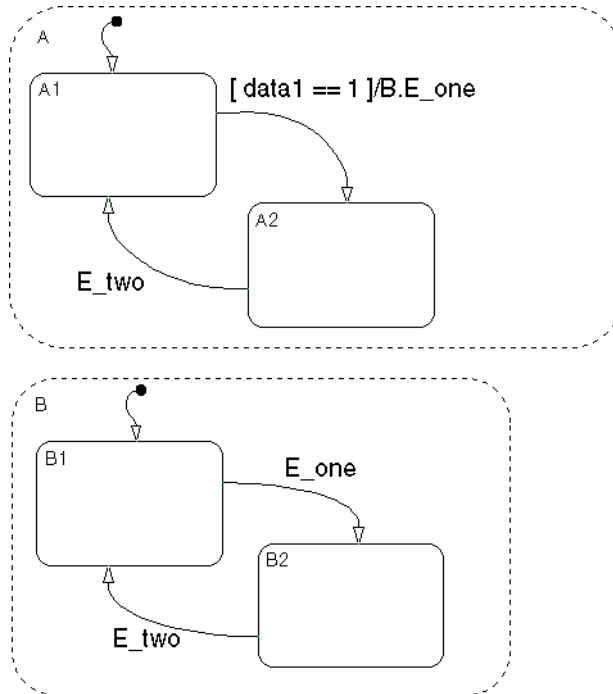 A
A1
[ data1 == 1 ]/B.E_one
A2
E_two
B
B1
E_one
B2
E_two